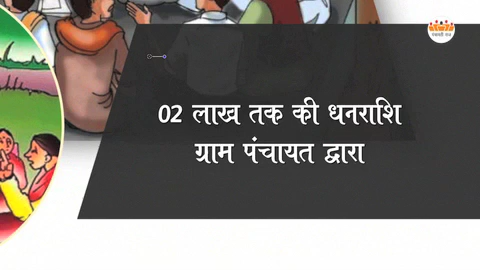 02 लाख तक की धनराशि
ग्राम पंचायत द्वारा